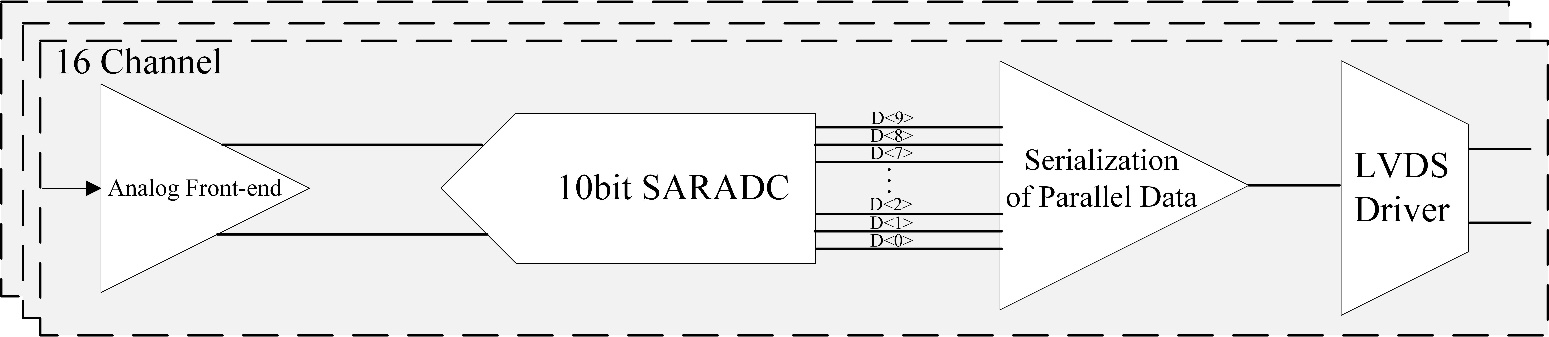 16 Channel
Analog Front-end
10bit SARADC
D<9>
D<8>
D<7>
D<2>
D<1>
D<0>
Serialization
of Parallel Data
LVDS
Driver